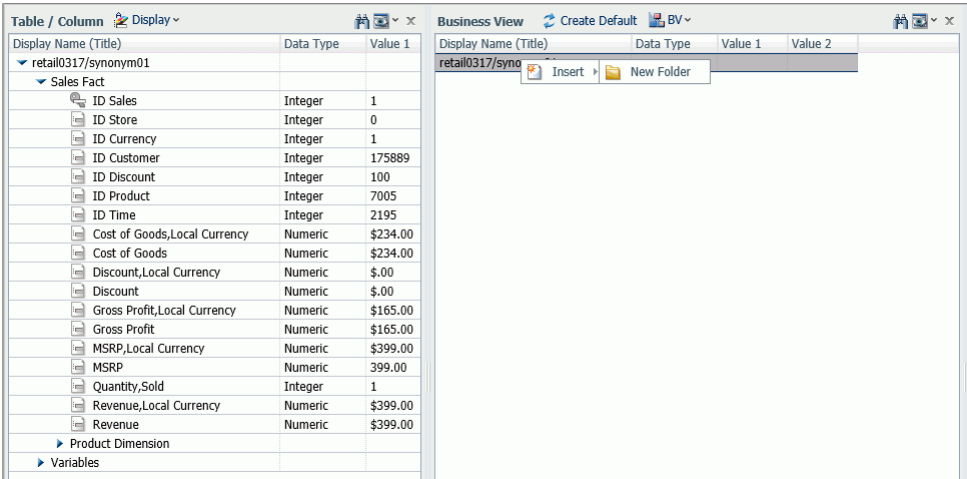 Table / Column Display
Display Name (Title) Data Type Value 1
retail0317/synonym01
Sales Fact
ID Sales Integer 1
ID Store Integer 0
ID Currency Integer 1
ID Customer Integer 175889
ID Discount Integer 100
ID Product Integer 7005
ID Time Integer 2195
Cost of Goods,Local Currency Numeric $234.00
Cost of Goods Numeric $234.00
Discount,Local Currency Numeric $.00
Discount Numeric $.00
Gross Profit,Local Currency Numeric $165.00
Gross Profit Numeric $165.00
MSRP,Local Currency Numeric $399.00
MSRP Numeric 399.00
Quantity,Sold Integer 1
Revenue,Local Currency Numeric $399.00
Revenue Numeric $399.00
Product Dimension
Variables
Business View Create Default BV
Display Name (Title) Data Type Value 1 Value 2
retail0317/syno
Insert New Folder